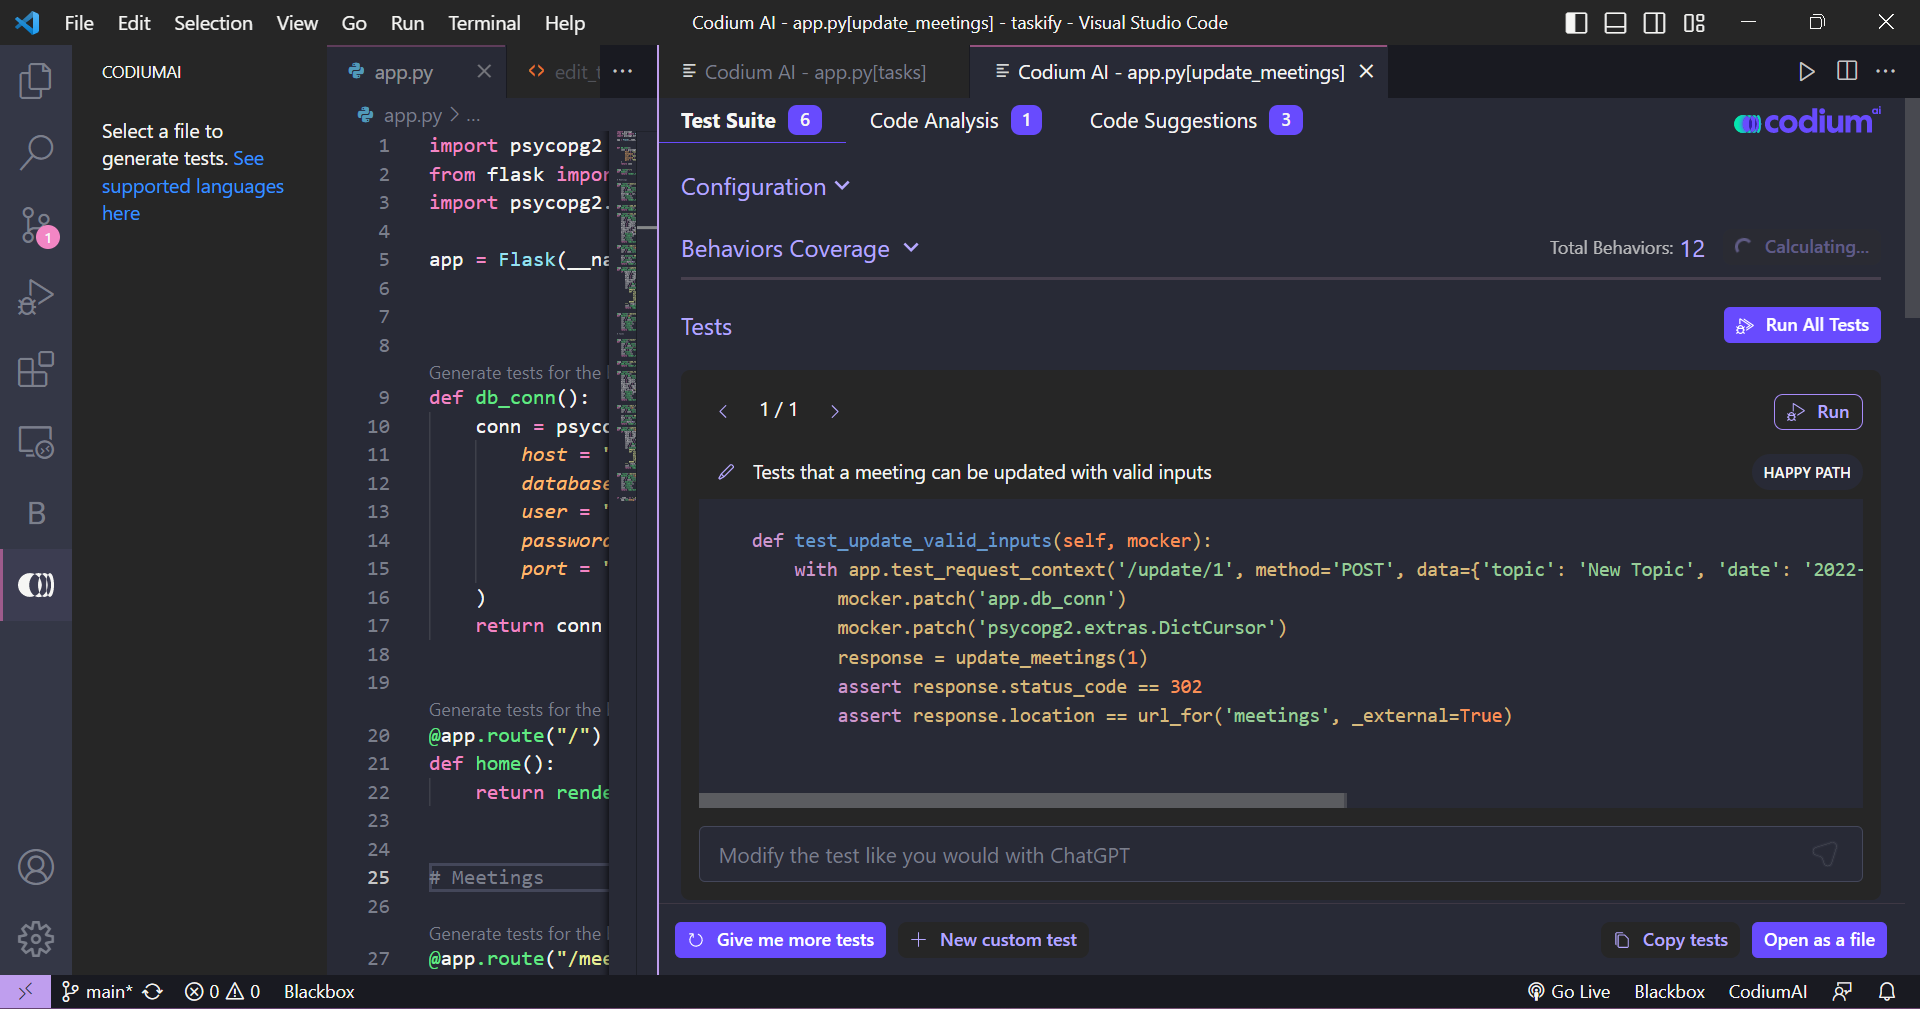 File Edit Selection View Go Run Terminal Help
Codium AI - app.py[update_meetings] - taskify - Visual Studio Code
CODIUMAI
Select a file to
generate tests. See
supported languages
here
1
B
app.py
edit_t
app.py > ...
1 import psycopg2
2 from flask impor
3 import psycopg2.
4
5 app = Flask(__na
6
7
8
Generate tests for the
9 def db_conn():
10 conn = psyco
11 host = '
12 database
13 user = '
14 password
15 port = '
16 )
17 return conn
18
19
Generate tests for the
20 @app.route("/")
21 def home():
22 return rende
23
24
25 # Meetings
26
Generate tests for the
27 @app.route("/mee
Codium AI - app.py[tasks]
Codium AI - app.py[update_meetings]
Test Suite 6
Code Analysis 1
Code Suggestions 3
codium ai
Configuration
Behaviors Coverage
Total Behaviors: 12
Calculating...
Tests
Run All Tests
1 / 1
Run
Tests that a meeting can be updated with valid inputs
HAPPY PATH
def test_update_valid_inputs(self, mocker):
with app.test_request_context('/update/1', method='POST', data={'topic': 'New Topic', 'date': '2022-
mocker.patch('app.db_conn')
mocker.patch('psycopg2.extras.DictCursor')
response = update_meetings(1)
assert response.status_code == 302
assert response.location == url_for('meetings', _external=True)
Modify the test like you would with ChatGPT
Give me more tests
New custom test
Copy tests
Open as a file
main* 0 0 Blackbox
Go Live Blackbox CodiumAI